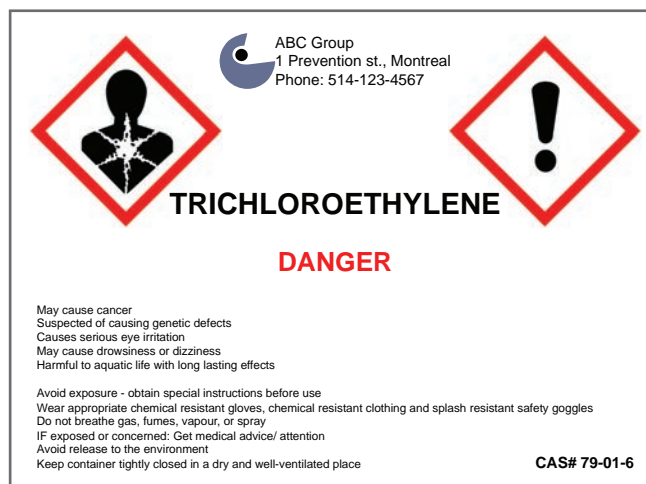 ABC Group
1 Prevention st., Montreal
Phone: 514-123-4567
TRICHLOROETHYLENE
DANGER
May cause cancer
Suspected of causing genetic defects
Causes serious eye irritation
May cause drowsiness or dizziness
Harmful to aquatic life with long lasting effects
Avoid exposure - obtain special instructions before use
Wear appropriate chemical resistant gloves, chemical resistant clothing and splash resistant safety goggles
Do not breathe gas, fumes, vapour, or spray
IF exposed or concerned: Get medical advice/ attention
Avoid release to the environment
Keep container tightly closed in a dry and well-ventilated place
CAS# 79-01-6